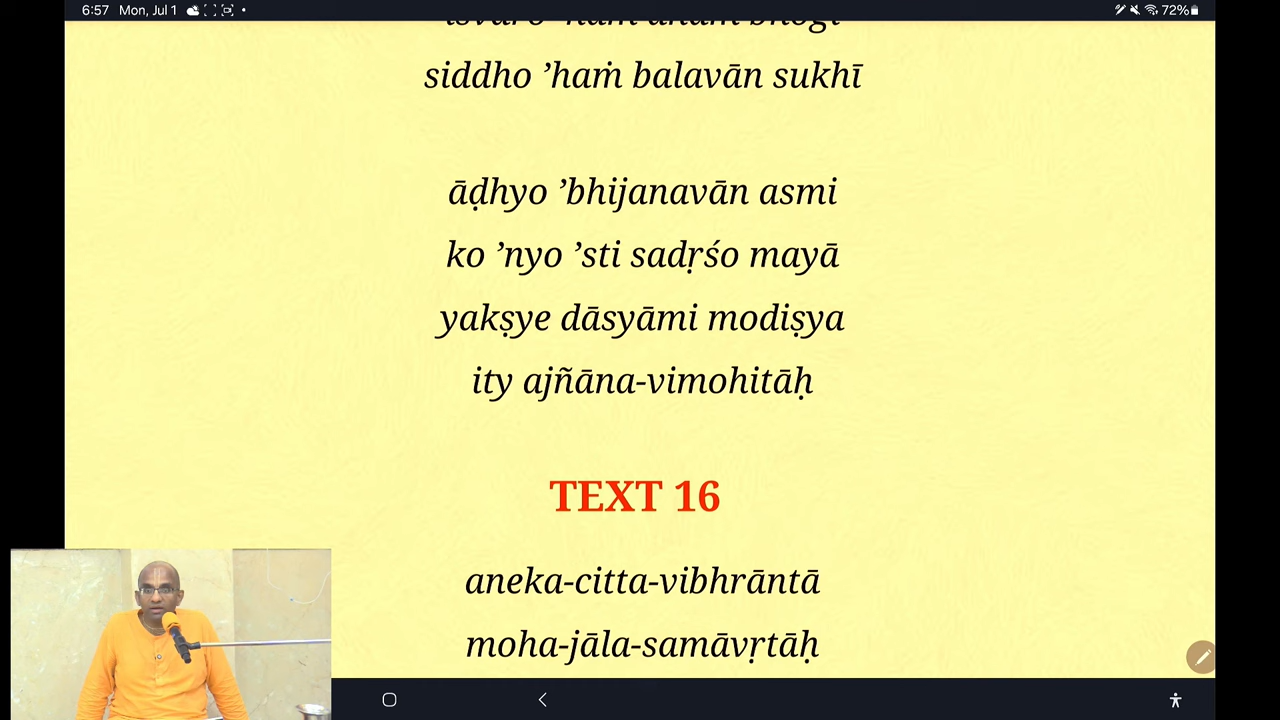 6:57 Mon, Jul 1
72%
siddho ’haṁ balavān sukhī
āḍhyo ’bhijanavān asmi
ko ’nyo ’sti sadṛśo mayā
yakṣye dāsyāmi modiṣya
ity ajñāna-vimohitāḥ
TEXT 16
aneka-citta-vibhrāntā
moha-jāla-samāvṛtāḥ